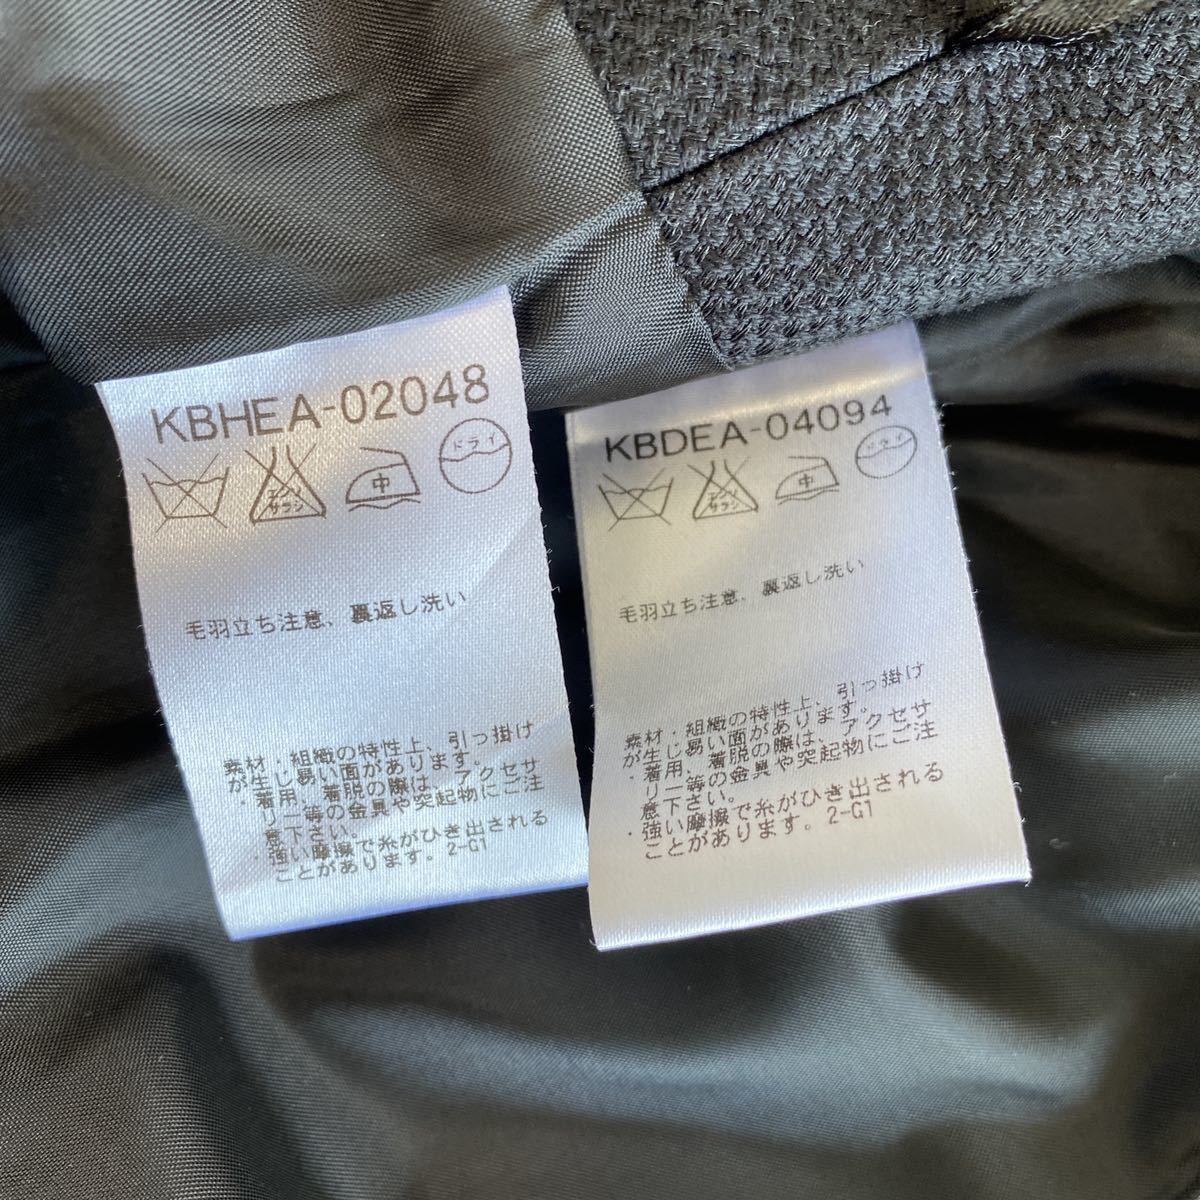 KBHEA-02048
エンソ
サラシ
中
ドライ
毛羽立ち注意、裏返し洗い
素材・組織の特性上、引っ掛け
が生じ易い面があります。
・着用、着脱の際は、アクセサ
リー等の金具や突起物にご注
意下さい。
・強い摩擦で糸がひき出される
ことがあります。2-G1
KBDEA-04094
エンソ
サラシ
中
ドライ
毛羽立ち注意、裏返し洗い
素材・組織の特性上、引っ掛け
が生じ易い面があります。
・着用、着脱の際は、アクセサ
リー等の金具や突起物にご注
意下さい。
・強い摩擦で糸がひき出される
ことがあります。2-G1